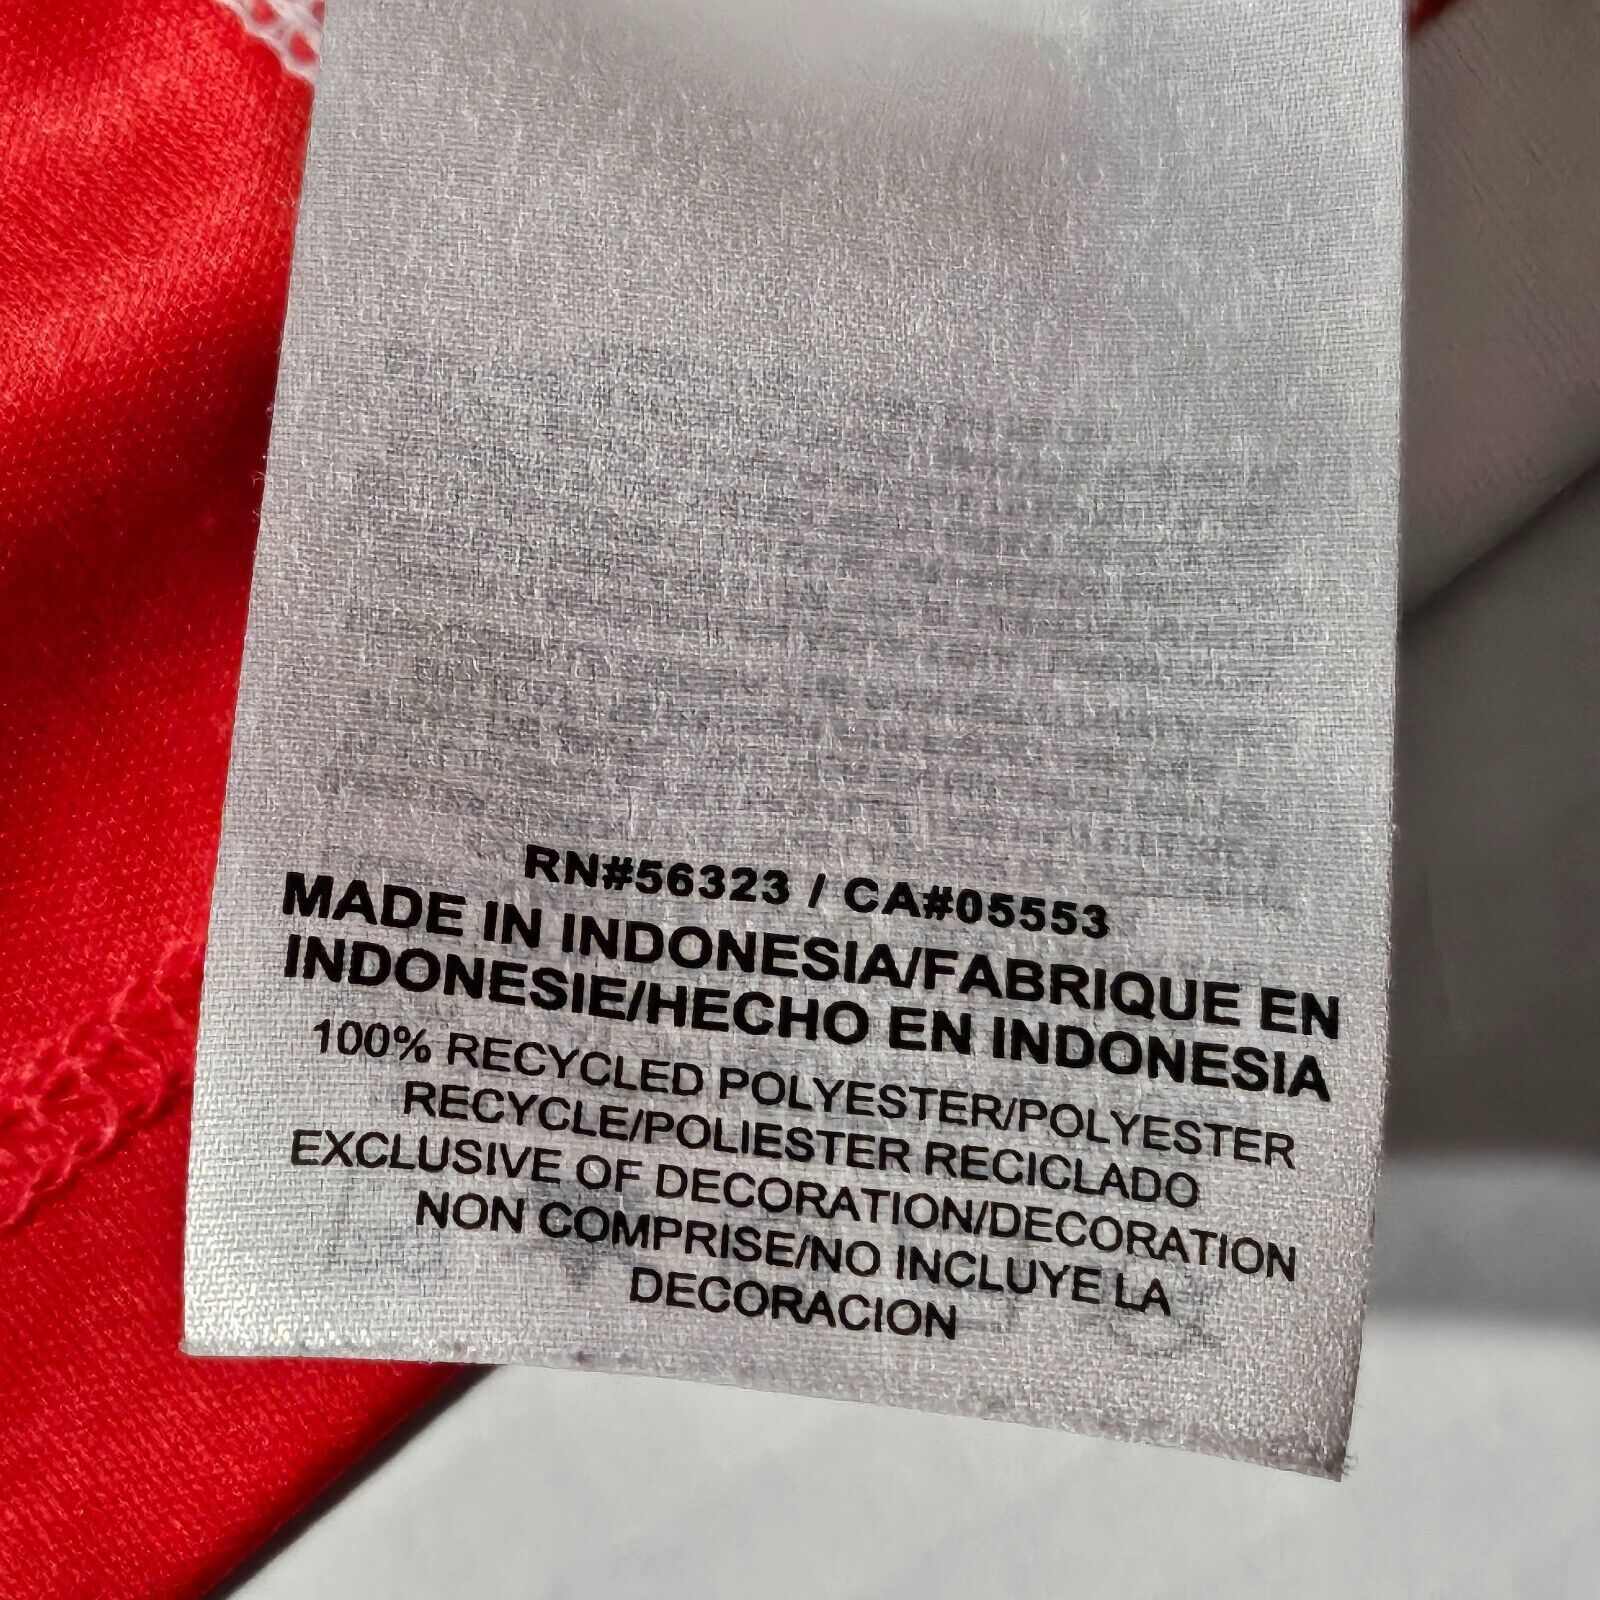 RN#56323 / CA#05553
MADE IN INDONESIA/FABRIQUE EN
INDONESIE/HECHO EN INDONESIA
100% RECYCLED POLYESTER/POLYESTER
RECYCLE/POLIESTER RECICLADO
EXCLUSIVE OF DECORATION/DECORATION
NON COMPRISE/NO INCLUYE LA
DECORACION